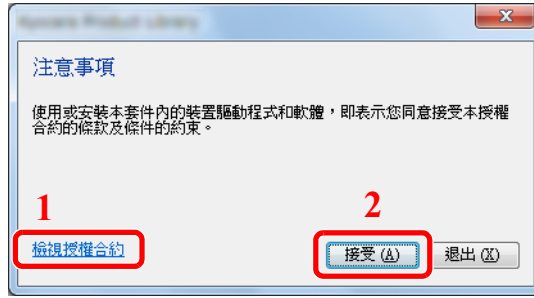 Kyocera Product Library
注意事項
使用或安裝本套件內的裝置驅動程式和軟體，即表示您同意接受本授權
合約的條款及條件的約束。
1
2
檢視授權合約
接受 (A)
退出 (X)